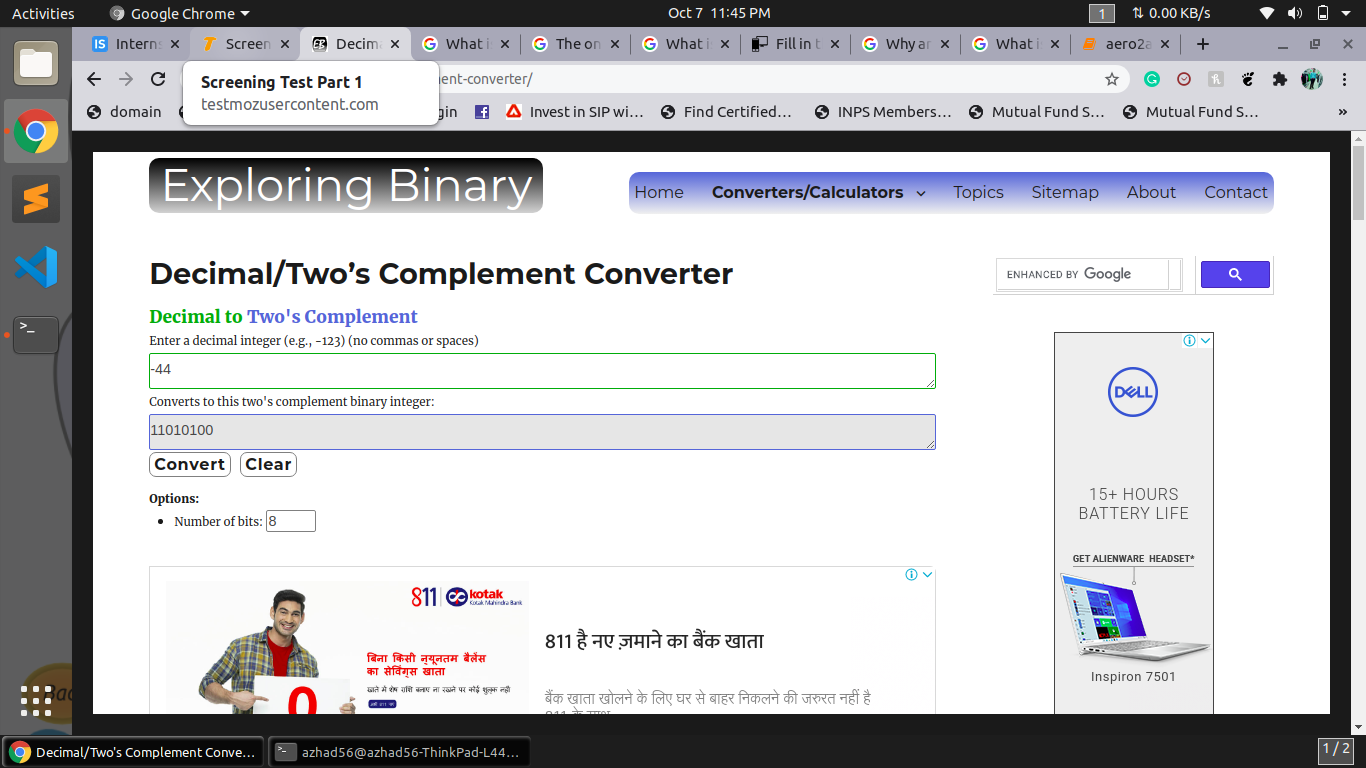 Activities Google Chrome Oct 7 11:45 PM 1 0.00 KB/s
IS Interns Screen EB Decima What i The on What i Fill in t Why ar What i aero2a
Screening Test Part 1
testmozusercontent.com
ment-converter/
domain gin Invest in SIP wi... Find Certified... INPS Members... Mutual Fund S... Mutual Fund S... »
Exploring Binary
Home Converters/Calculators Topics Sitemap About Contact
Decimal/Two's Complement Converter
ENHANCED BY Google
Decimal to Two's Complement
Enter a decimal integer (e.g., -123) (no commas or spaces)
-44
Converts to this two's complement binary integer:
11010100
Convert Clear
Options:
Number of bits: 8
DELL
15+ HOURS
BATTERY LIFE
GET ALIENWARE HEADSET*
Inspiron 7501
811 kotak
Kotak Mahindra Bank
बिना किसी न्यूनतम बैलेंस
का सेविंग्स खाता
खाते में शेष राशि बताए ना रखने पर कोई शुल्क नहीं
0
811 है नए ज़माने का बैंक खाता
बैंक खाता खोलने के लिए घर से बाहर निकलने की जरुरत नहीं है
811 के साथ
Decimal/Two's Complement Conve... azhad56@azhad56-ThinkPad-L44... 1 / 2